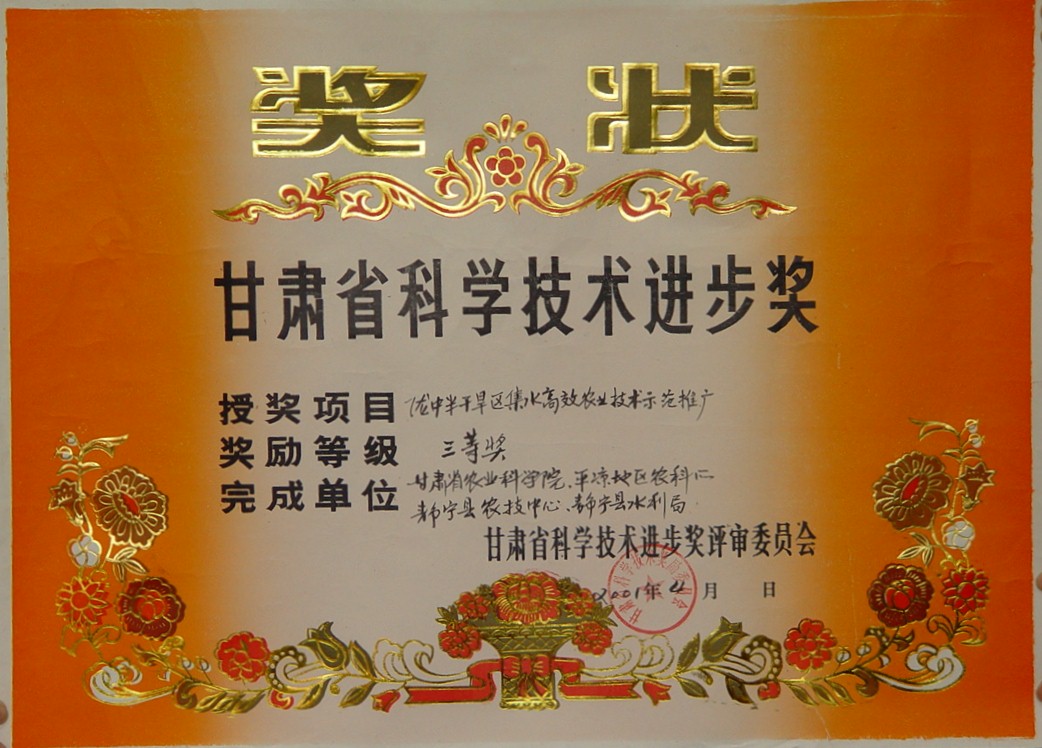 奖 状
甘肃省科学技术进步奖
授奖项目 陇中半干旱区集水高效农业技术示范推广
奖励等级 三等奖
完成单位 甘肃省农业科学院、平凉地区农科所
静宁县农技中心、静宁县水利局
甘肃省科学技术进步奖评审委员会
2001年4月 日